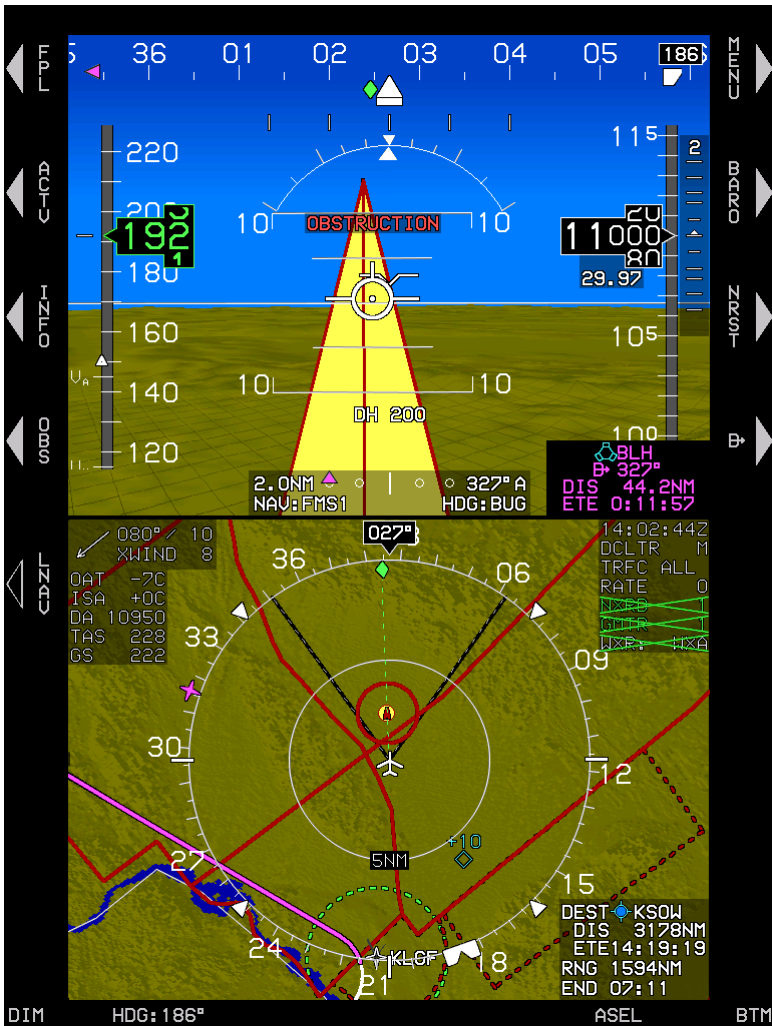 FPL
MENU
36 01 02 03 04 05
186
ACTV
BARO
220
200
192
1
180
160
140
120
V A
10 OBSTRUCTION 10
115
2
20
11000
80
29.97
105
100
10 10
DH 200
INFO
NRST
OBS
BLH
327°
DIS 44.2NM
ETE 0:11:57
2.0NM 327° A
NAV:FMS1 HDG:BUG
LNAV
080° / 10
XWIND 8
OAT -7C
ISA +0C
DA 10950
TAS 228
GS 222
027°
14:02:44Z
DCLTR M
TRFC ALL
RATE 0
WXR: WXA
36
06
33
09
30
12
27
15
24
21
18
+10
5NM
KLGF
DEST KSOW
DIS 3178NM
ETE14:19:19
RNG 1594NM
END 07:11
DIM HDG:186° ASEL BTM